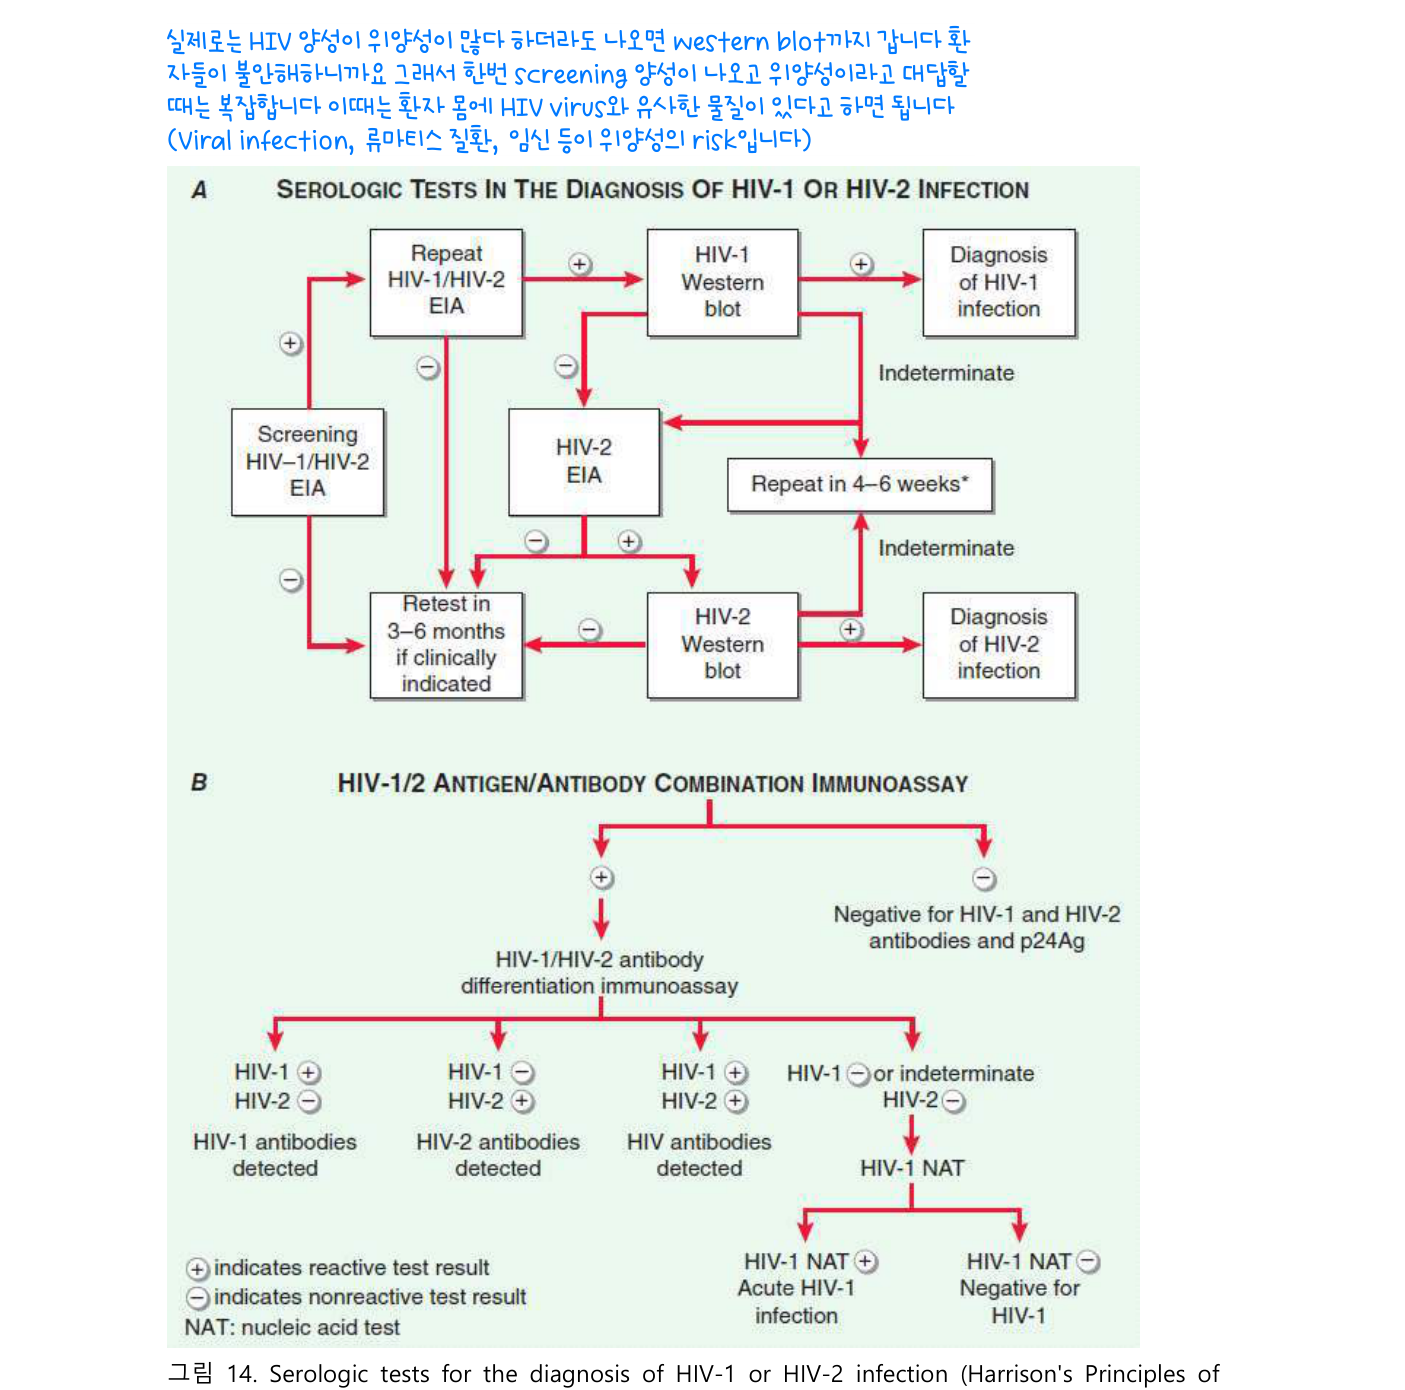 실제로는 HIV 양성이 위양성이 많다 하더라도 나오면 western blot까지 갑니다 환
자들이 불안해하니까요 그래서 한번 screening 양성이 나오고 위양성이라고 대답할
때는 복잡합니다 이때는 환자 몸에 HIV virus와 유사한 물질이 있다고 하면 됩니다
(Viral infection, 류마티스 질환, 임신 등이 위양성의 risk입니다)
A SEROLOGIC TESTS IN THE DIAGNOSIS OF HIV-1 OR HIV-2 INFECTION
Repeat
HIV-1/HIV-2
EIA
+
HIV-1
Western
blot
+
Diagnosis
of HIV-1
infection
+
−
−
Indeterminate
Screening
HIV–1/HIV-2
EIA
HIV-2
EIA
Repeat in 4–6 weeks*
−
+
Indeterminate
−
Retest in
3–6 months
if clinically
indicated
−
HIV-2
Western
blot
+
Diagnosis
of HIV-2
infection
B HIV-1/2 ANTIGEN/ANTIBODY COMBINATION IMMUNOASSAY
+
−
Negative for HIV-1 and HIV-2
antibodies and p24Ag
HIV-1/HIV-2 antibody
differentiation immunoassay
HIV-1 +
HIV-2 −
HIV-1 antibodies
detected
HIV-1 −
HIV-2 +
HIV-2 antibodies
detected
HIV-1 +
HIV-2 +
HIV antibodies
detected
HIV-1 − or indeterminate
HIV-2 −
HIV-1 NAT
HIV-1 NAT +
Acute HIV-1
infection
HIV-1 NAT −
Negative for
HIV-1
+ indicates reactive test result
− indicates nonreactive test result
NAT: nucleic acid test
그림 14. Serologic tests for the diagnosis of HIV-1 or HIV-2 infection (Harrison's Principles of